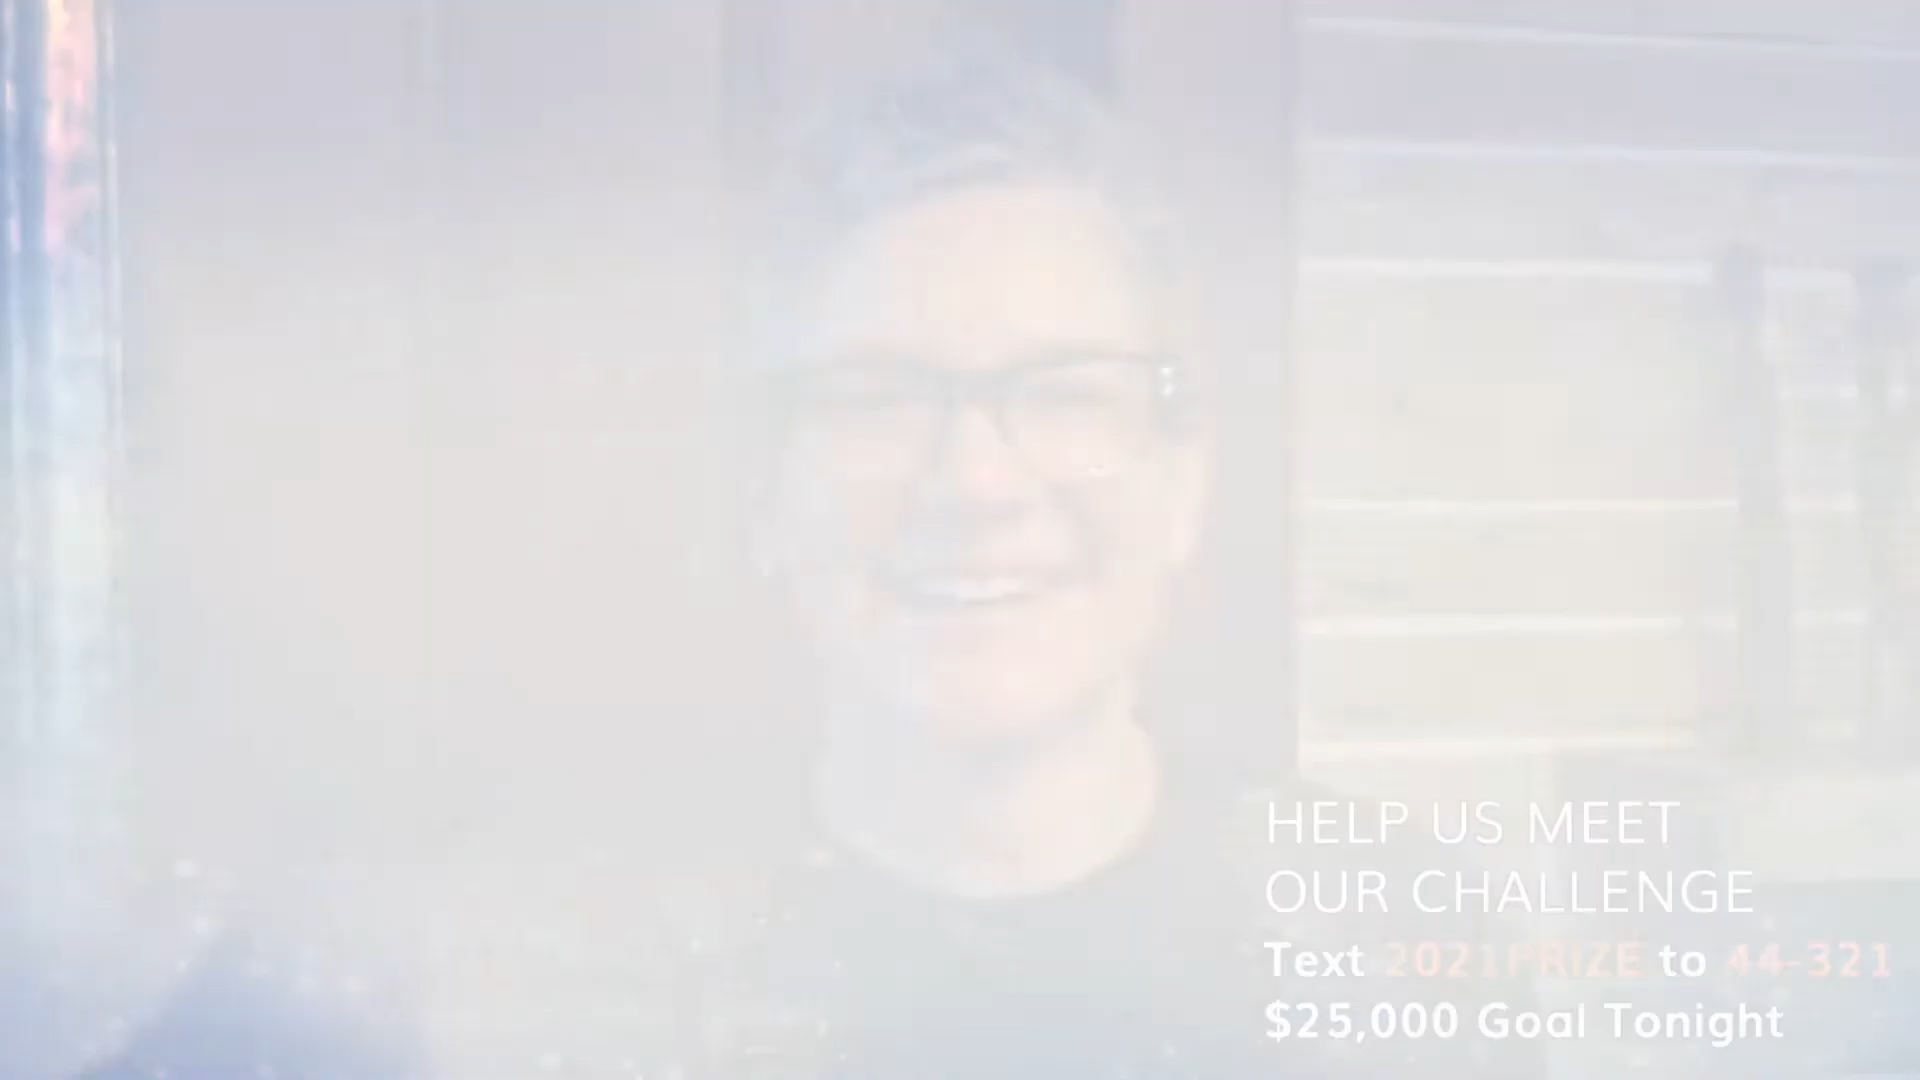 HELP US MEET
OUR CHALLENGE
Text 2021PRIZE to 44-321
$25,000 Goal Tonight